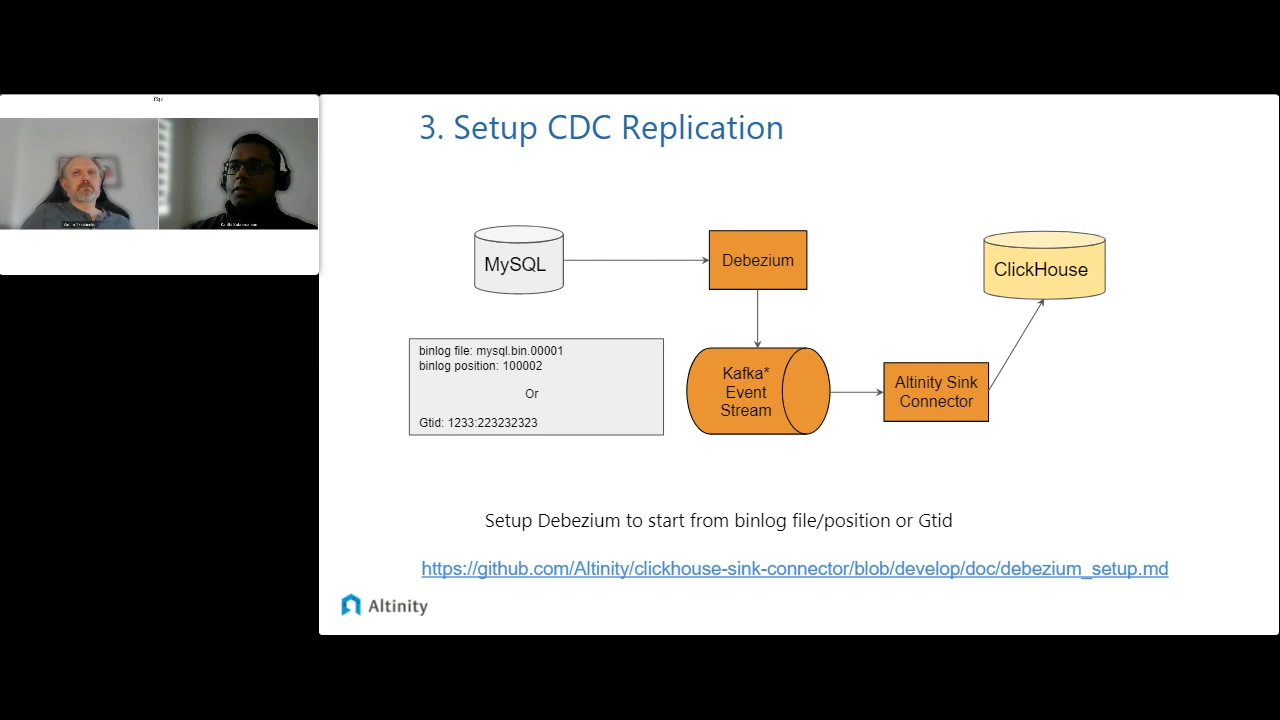 3. Setup CDC Replication
MySQL
Debezium
ClickHouse
binlog file: mysql.bin.00001
binlog position: 100002
Or
Gtid: 1233:223232323
Kafka*
Event
Stream
Altinity Sink
Connector
Setup Debezium to start from binlog file/position or Gtid
https://github.com/Altinity/clickhouse-sink-connector/blob/develop/doc/debezium_setup.md
Altinity